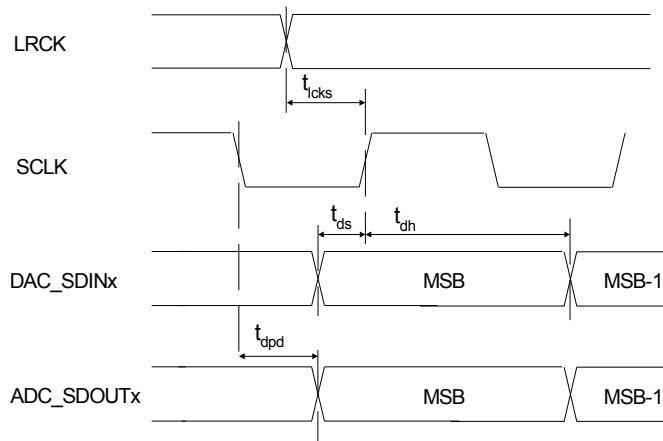 LRCK
t_lcks
SCLK
t_ds t_dh
DAC_SDINx MSB MSB-1
t_dpd
ADC_SDOUTx MSB MSB-1